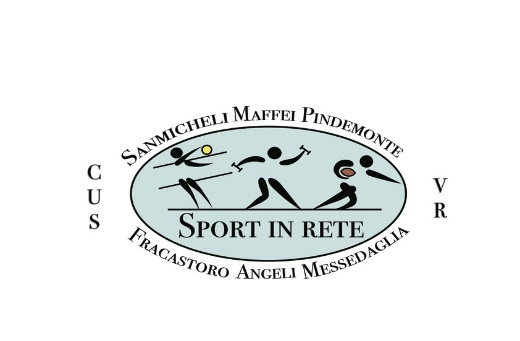 SANMICHELI MAFFEI PINDEMONTE
CUS
VR
SPORT IN RETE
FRACASTORO ANGELI MESSEDAGLIA